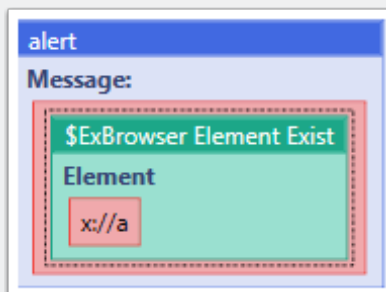 alert
Message:
$ExBrowser Element Exist
Element
x://a